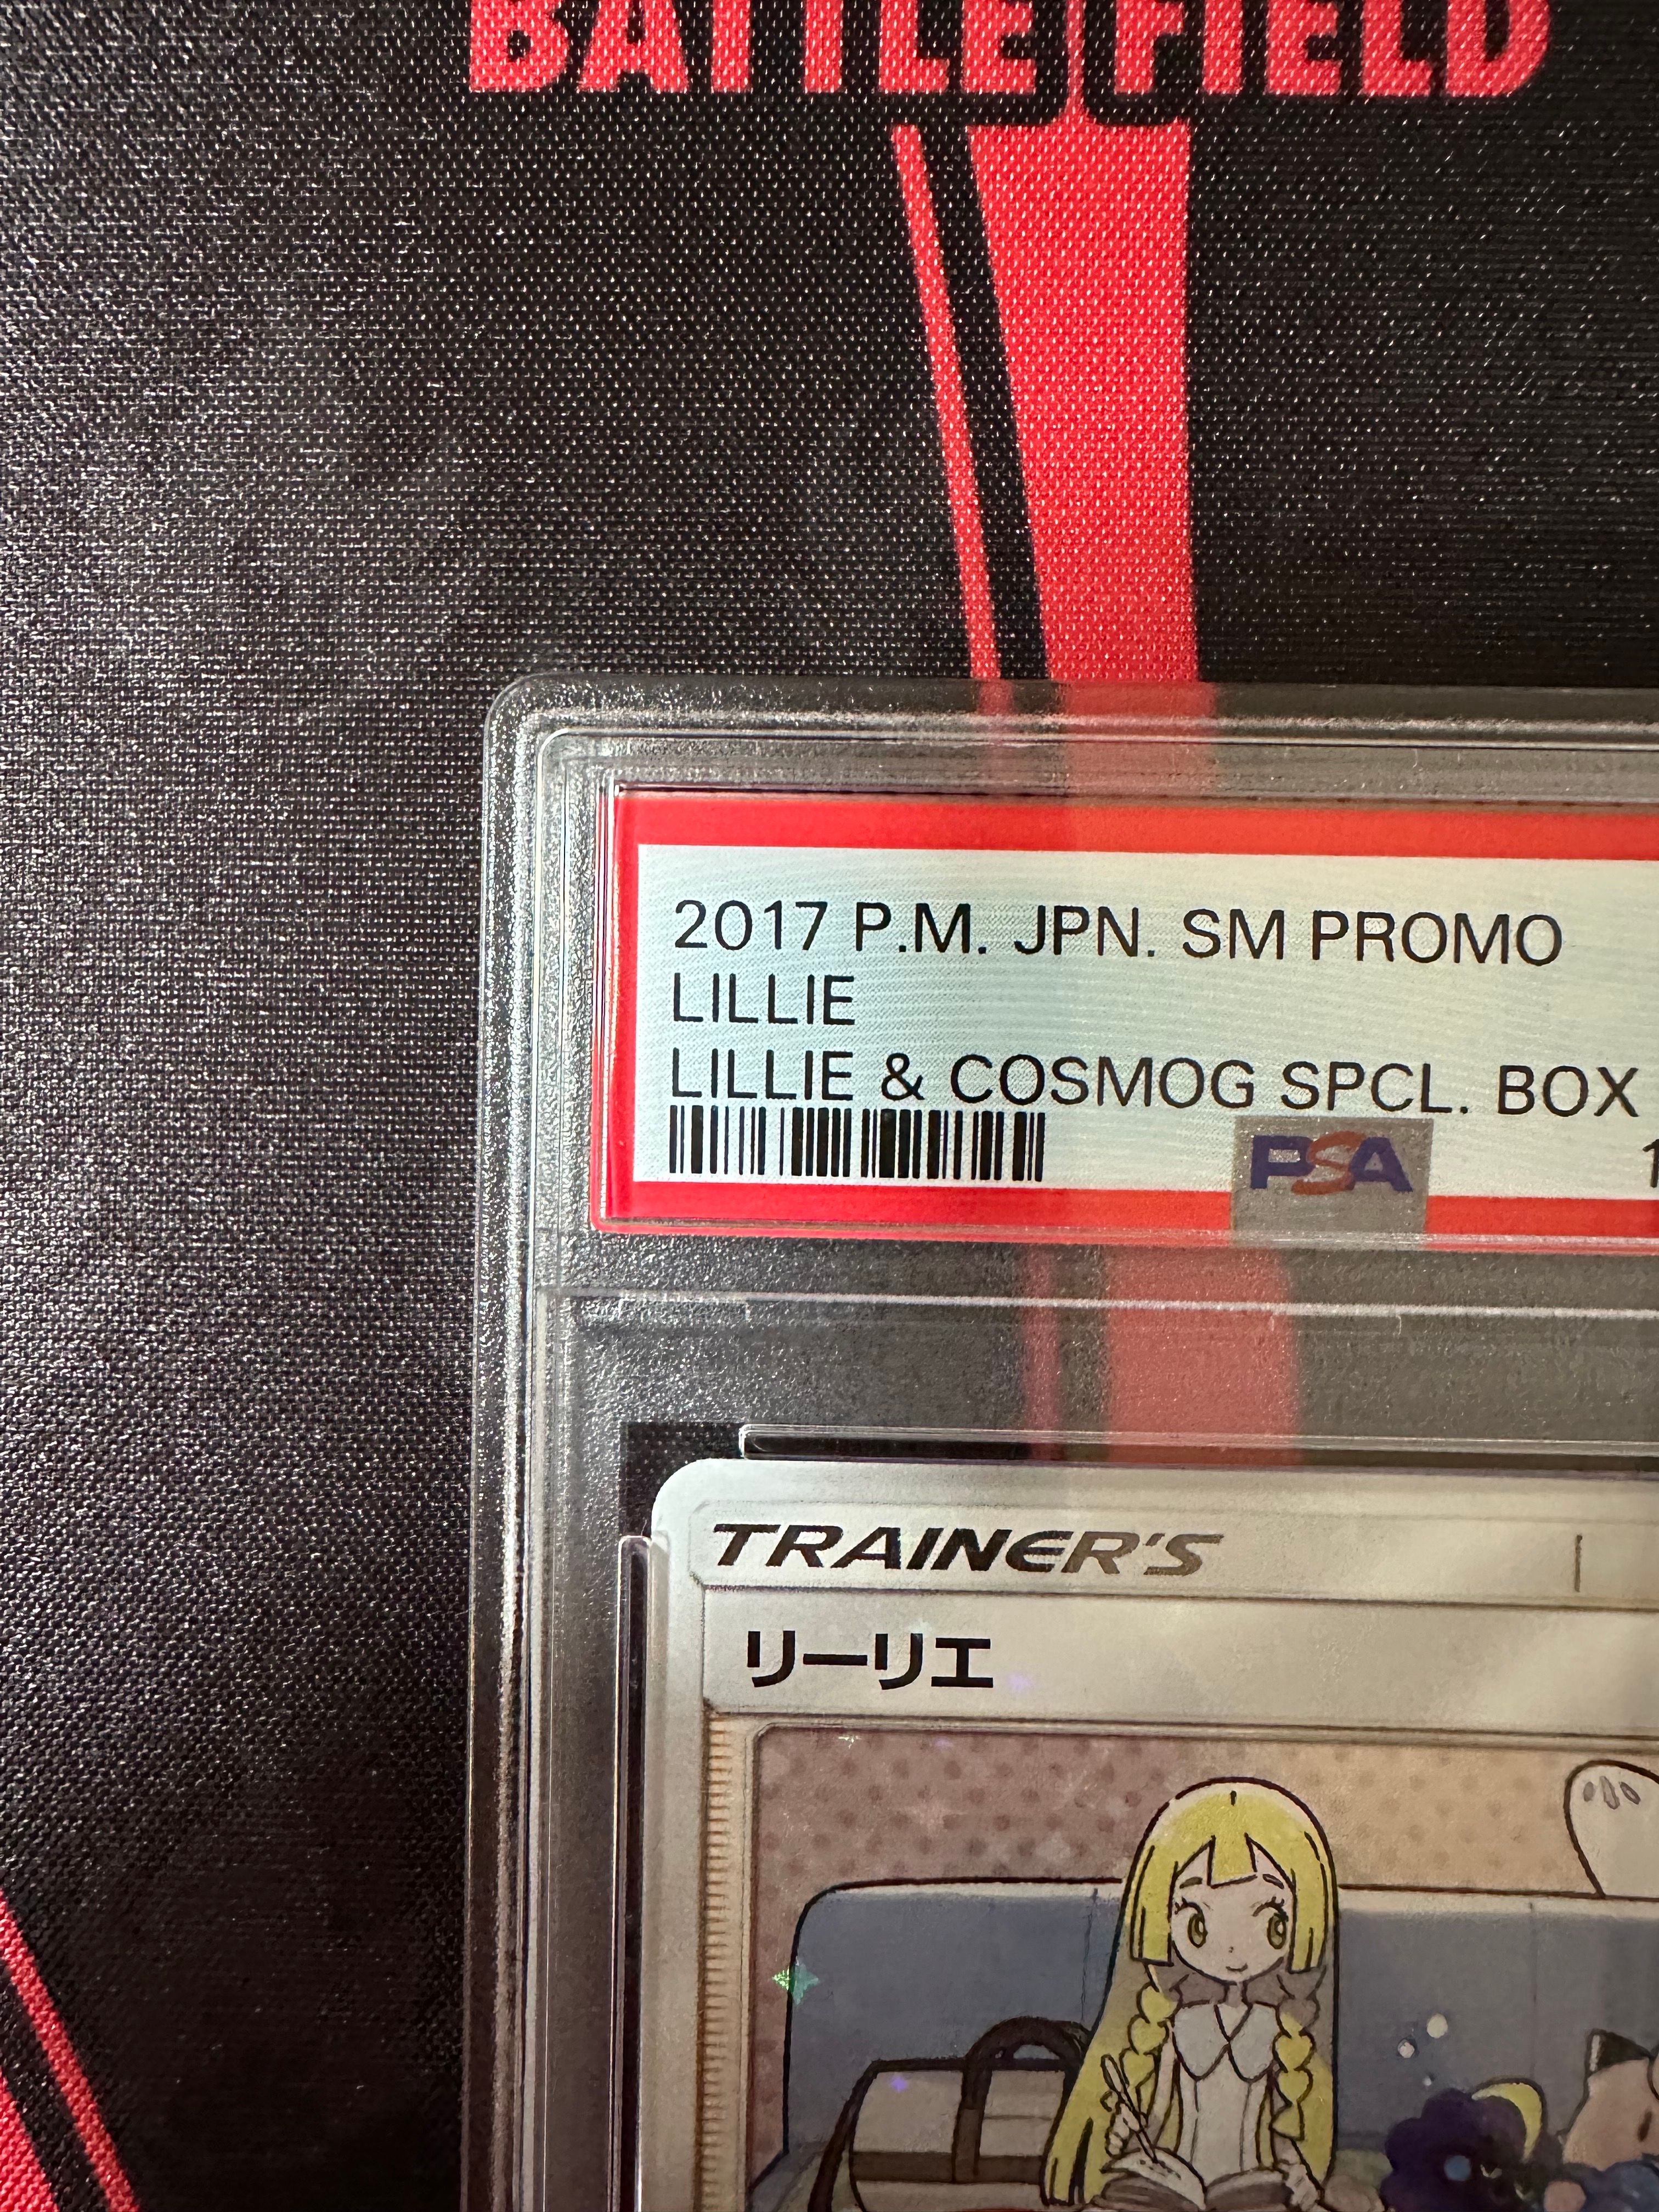 BATTLE FIELD
2017 P.M. JPN. SM PROMO
LILLIE
LILLIE & COSMOG SPCL. BOX
PSA
TRAINER'S
リーリエ